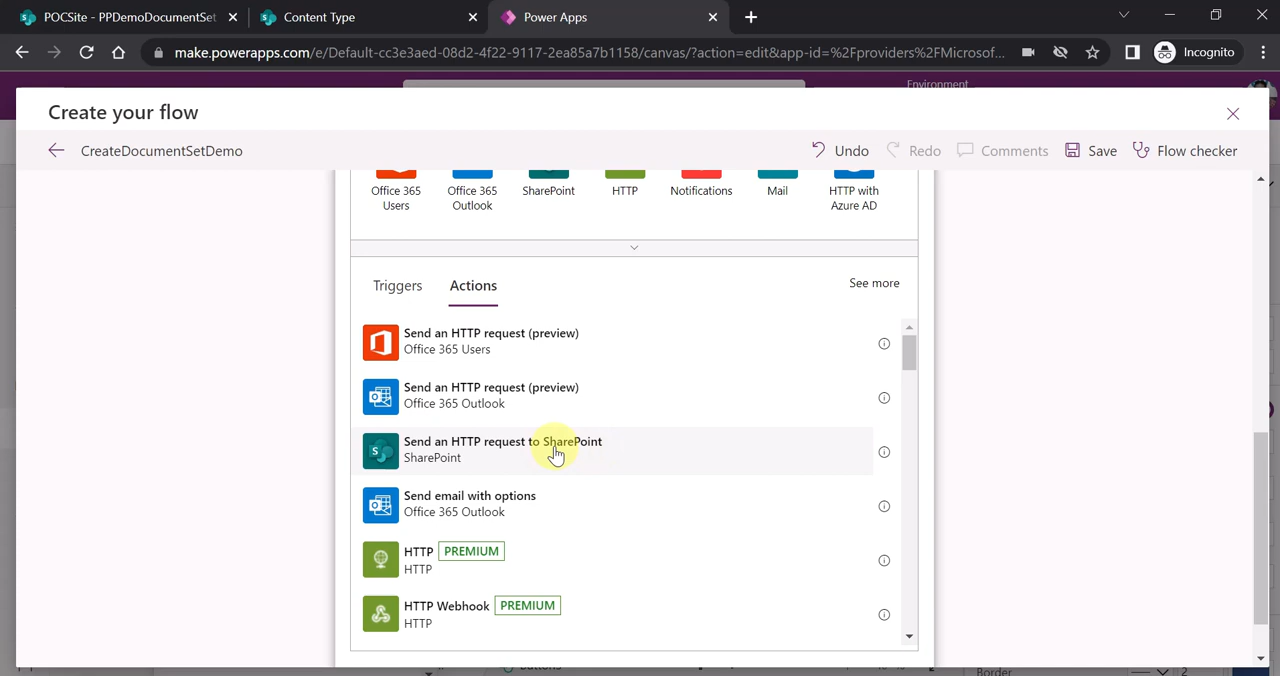 POCSite - PPDemoDocumentSet
Content Type
Power Apps
make.powerapps.com/e/Default-cc3e3aed-08d2-4f22-9117-2ea85a7b1158/canvas/?action=edit&app-id=%2Fproviders%2FMicrosof...
Incognito
Environment
Create your flow
CreateDocumentSetDemo
Undo
Redo
Comments
Save
Flow checker
Office 365
Users
Office 365
Outlook
SharePoint
HTTP
Notifications
Mail
HTTP with
Azure AD
Triggers
Actions
See more
Send an HTTP request (preview)
Office 365 Users
Send an HTTP request (preview)
Office 365 Outlook
Send an HTTP request to SharePoint
SharePoint
Send email with options
Office 365 Outlook
HTTP PREMIUM
HTTP
HTTP Webhook PREMIUM
HTTP
Border
2